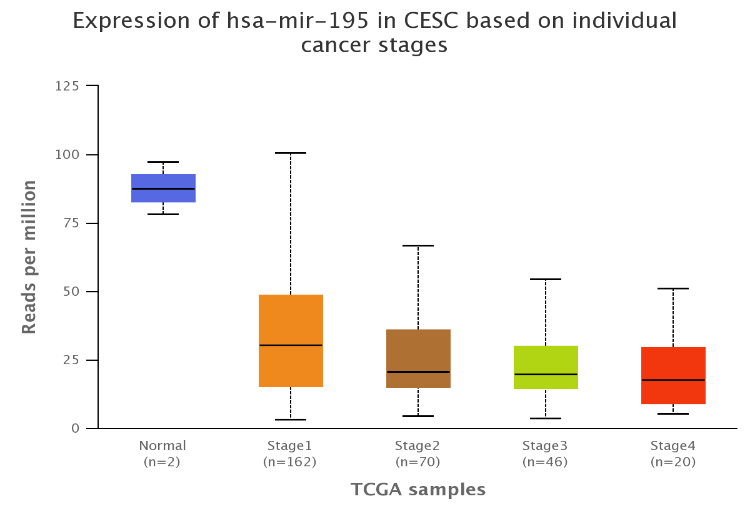 Expression of hsa-mir-195 in CESC based on individual
cancer stages
Reads per million
125
100
75
50
25
0
Normal
(n=2)
Stage1
(n=162)
Stage2
(n=70)
Stage3
(n=46)
Stage4
(n=20)
TCGA samples